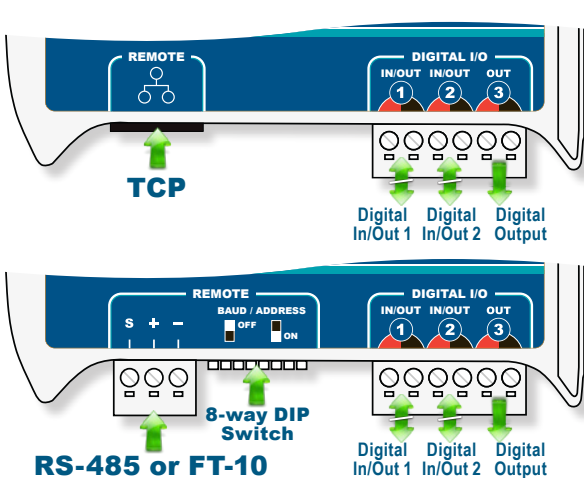 REMOTE
DIGITAL I/O
IN/OUT IN/OUT OUT
1 2 3
TCP
Digital In/Out 1
Digital In/Out 2
Digital Output
REMOTE
DIGITAL I/O
BAUD / ADDRESS
IN/OUT IN/OUT OUT
S + −
OFF
ON
1 2 3
8-way DIP
Switch
RS-485 or FT-10
Digital In/Out 1
Digital In/Out 2
Digital Output